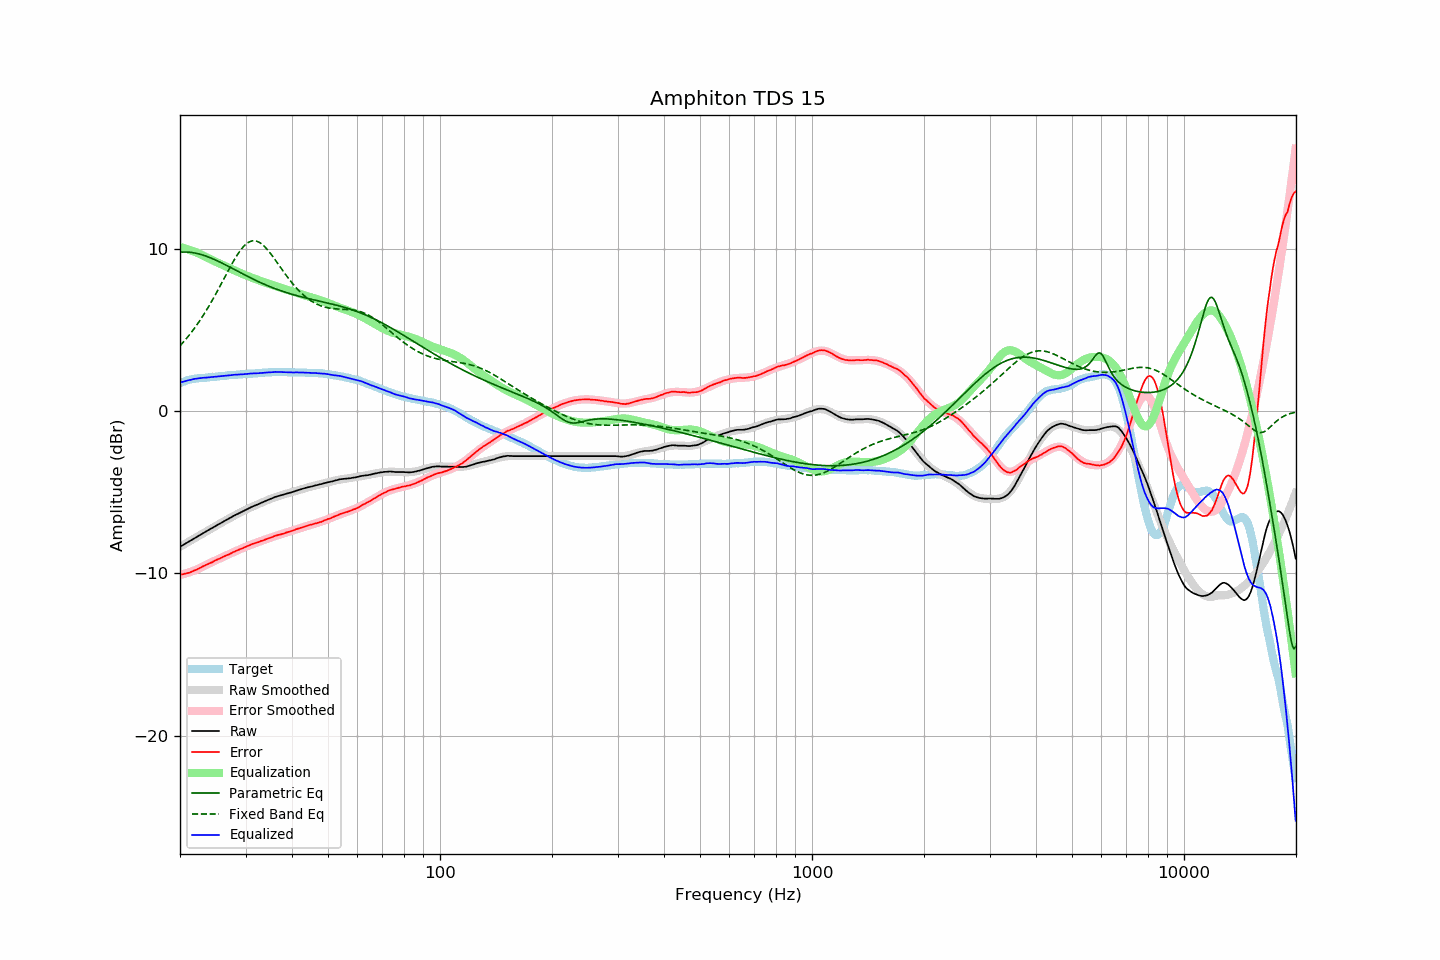 Amphiton TDS 15
Amplitude (dBr)
10
0
−10
−20
Target
Raw Smoothed
Error Smoothed
Raw
Error
Equalization
Parametric Eq
Fixed Band Eq
Equalized
100
1000
10000
Frequency (Hz)